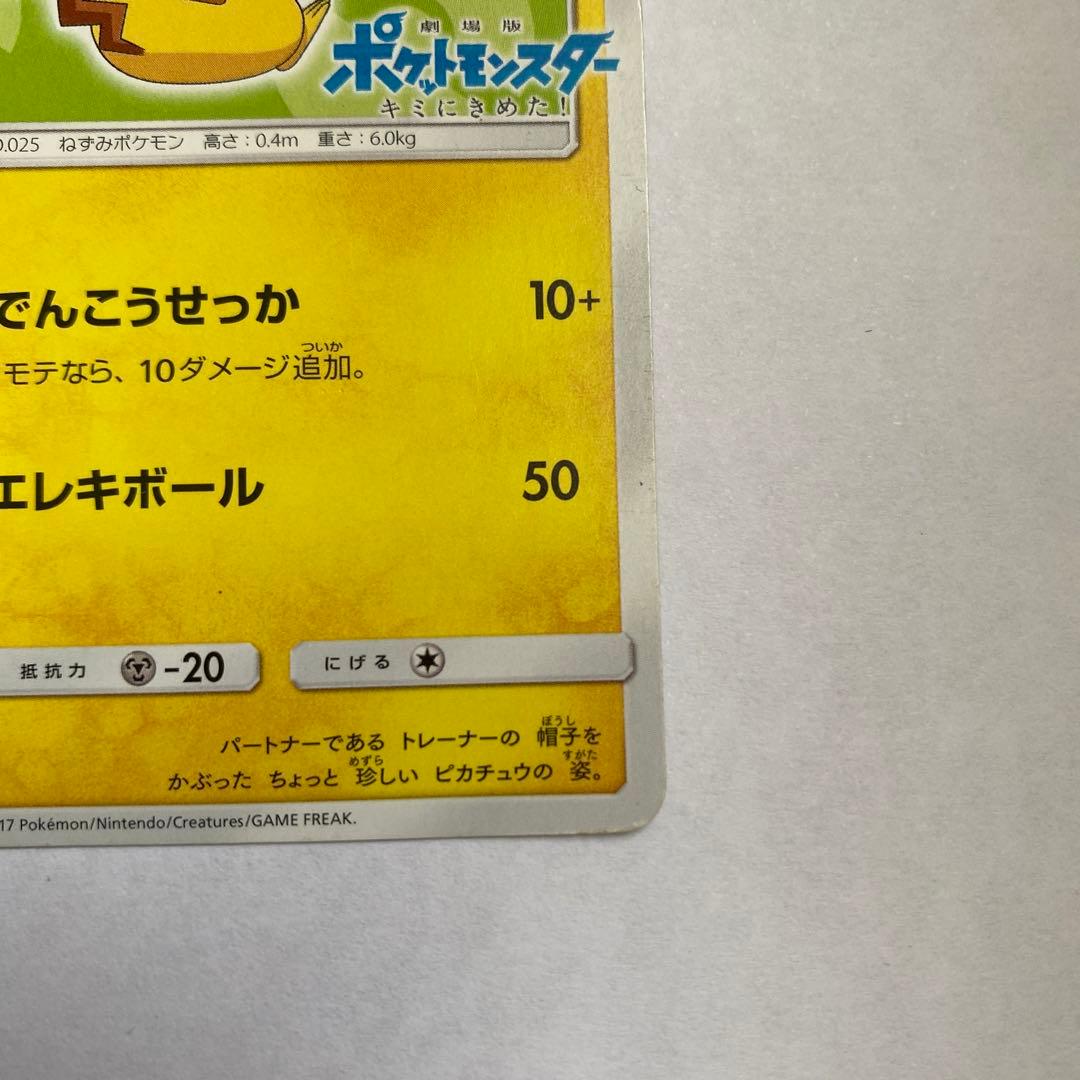 劇場版
ポケットモンスター
キミにきめた!
.025 ねずみポケモン 高さ:0.4m 重さ:6.0kg
でんこうせっか 10+
ついか
モテなら、10ダメージ追加。
エレキボール 50
抵抗力 -20 にげる
ぼうし
パートナーである トレーナーの 帽子を
めずら すがた
かぶった ちょっと 珍しい ピカチュウの 姿。
17 Pokémon/Nintendo/Creatures/GAME FREAK.